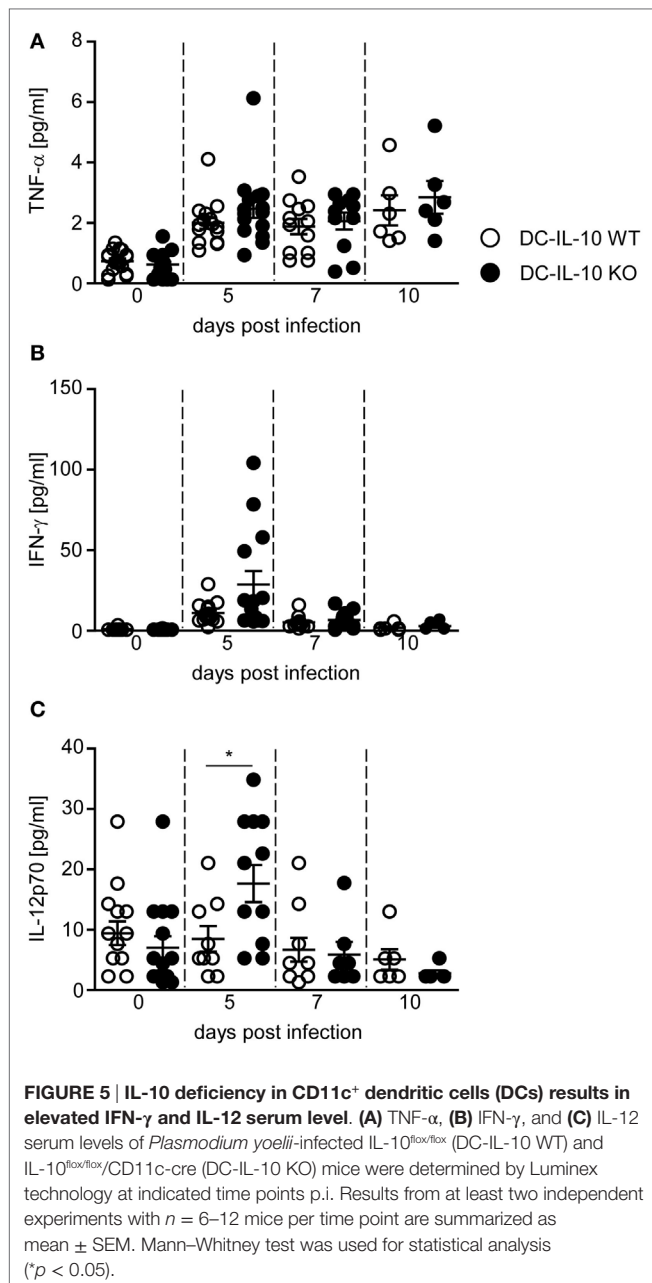 A
8
6
4
2
0
TNF-α [pg/ml]
0 5 7 10
days post infection
DC-IL-10 WT
DC-IL-10 KO
B
150
100
50
0
IFN-γ [pg/ml]
0 5 7 10
days post infection
C
40
30
20
10
0
IL-12p70 [pg/ml]
*
0 5 7 10
days post infection
FIGURE 5 | IL-10 deficiency in CD11c⁺ dendritic cells (DCs) results in
elevated IFN-γ and IL-12 serum level. (A) TNF-α, (B) IFN-γ, and (C) IL-12
serum levels of Plasmodium yoelii-infected IL-10flox/flox (DC-IL-10 WT) and
IL-10flox/flox/CD11c-cre (DC-IL-10 KO) mice were determined by Luminex
technology at indicated time points p.i. Results from at least two independent
experiments with n = 6–12 mice per time point are summarized as
mean ± SEM. Mann–Whitney test was used for statistical analysis
(*p < 0.05).